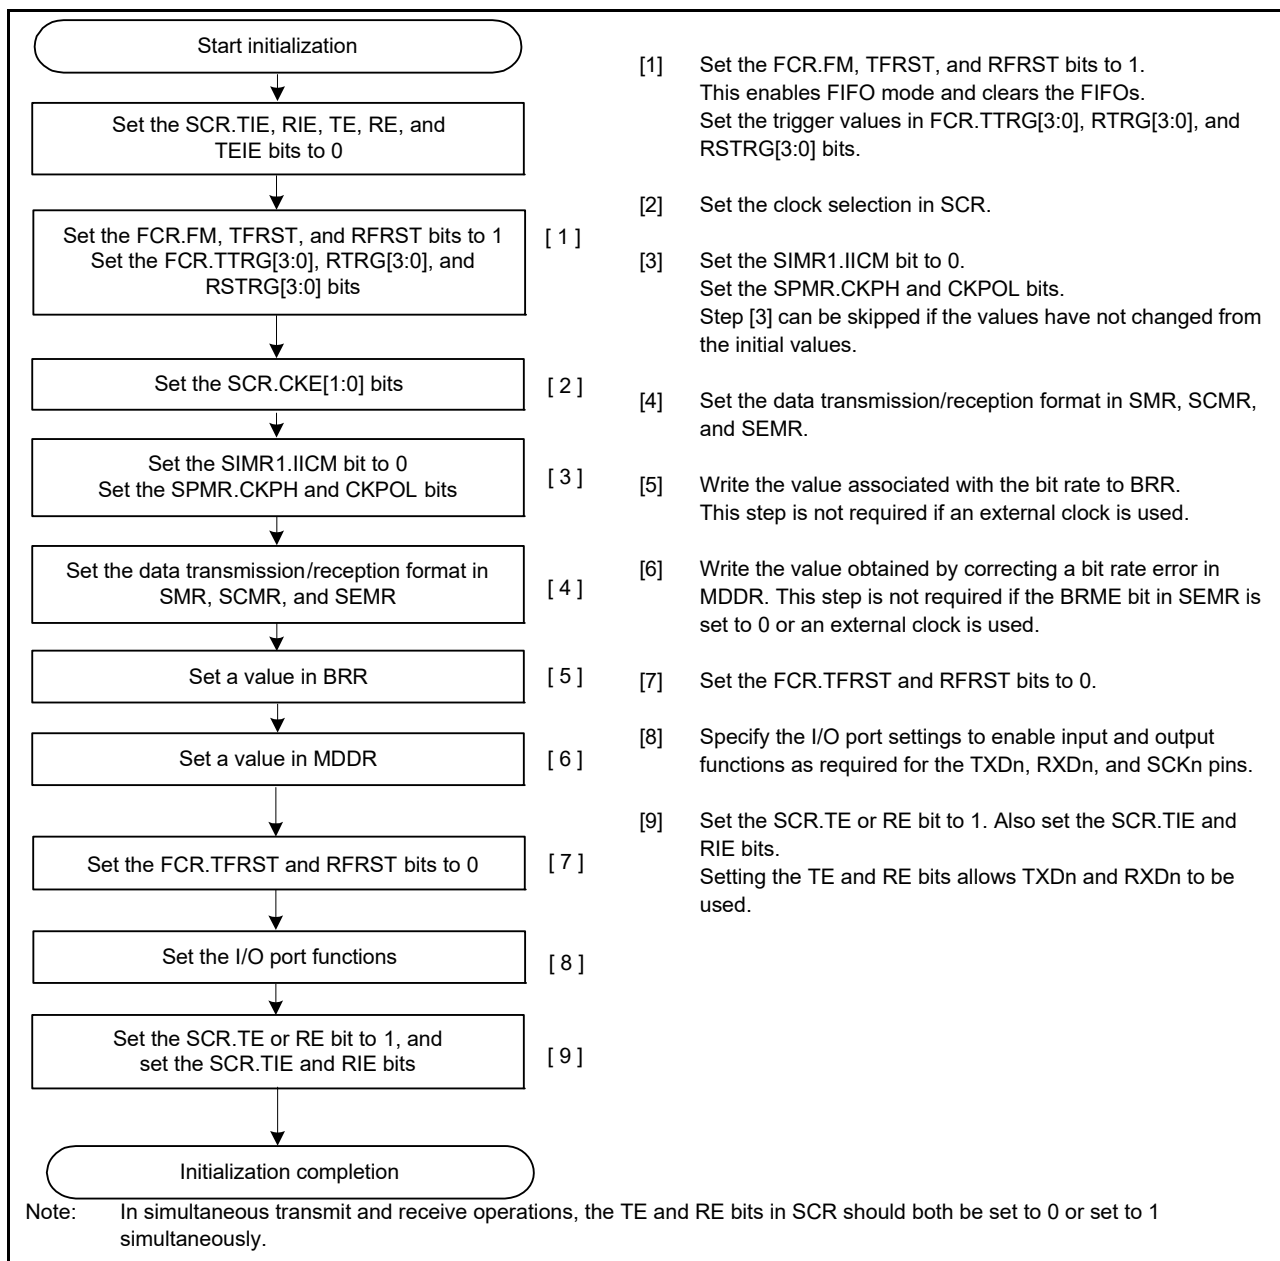 Start initialization
Set the SCR.TIE, RIE, TE, RE, and
TEIE bits to 0
Set the FCR.FM, TFRST, and RFRST bits to 1
Set the FCR.TTRG[3:0], RTRG[3:0], and
RSTRG[3:0] bits
[ 1 ]
Set the SCR.CKE[1:0] bits
[ 2 ]
Set the SIMR1.IICM bit to 0
Set the SPMR.CKPH and CKPOL bits
[ 3 ]
Set the data transmission/reception format in
SMR, SCMR, and SEMR
[ 4 ]
Set a value in BRR
[ 5 ]
Set a value in MDDR
[ 6 ]
Set the FCR.TFRST and RFRST bits to 0
[ 7 ]
Set the I/O port functions
[ 8 ]
Set the SCR.TE or RE bit to 1, and
set the SCR.TIE and RIE bits
[ 9 ]
Initialization completion
[1] Set the FCR.FM, TFRST, and RFRST bits to 1.
This enables FIFO mode and clears the FIFOs.
Set the trigger values in FCR.TTRG[3:0], RTRG[3:0], and
RSTRG[3:0] bits.
[2] Set the clock selection in SCR.
[3] Set the SIMR1.IICM bit to 0.
Set the SPMR.CKPH and CKPOL bits.
Step [3] can be skipped if the values have not changed from
the initial values.
[4] Set the data transmission/reception format in SMR, SCMR,
and SEMR.
[5] Write the value associated with the bit rate to BRR.
This step is not required if an external clock is used.
[6] Write the value obtained by correcting a bit rate error in
MDDR. This step is not required if the BRME bit in SEMR is
set to 0 or an external clock is used.
[7] Set the FCR.TFRST and RFRST bits to 0.
[8] Specify the I/O port settings to enable input and output
functions as required for the TXDn, RXDn, and SCKn pins.
[9] Set the SCR.TE or RE bit to 1. Also set the SCR.TIE and
RIE bits.
Setting the TE and RE bits allows TXDn and RXDn to be
used.
Note: In simultaneous transmit and receive operations, the TE and RE bits in SCR should both be set to 0 or set to 1
simultaneously.